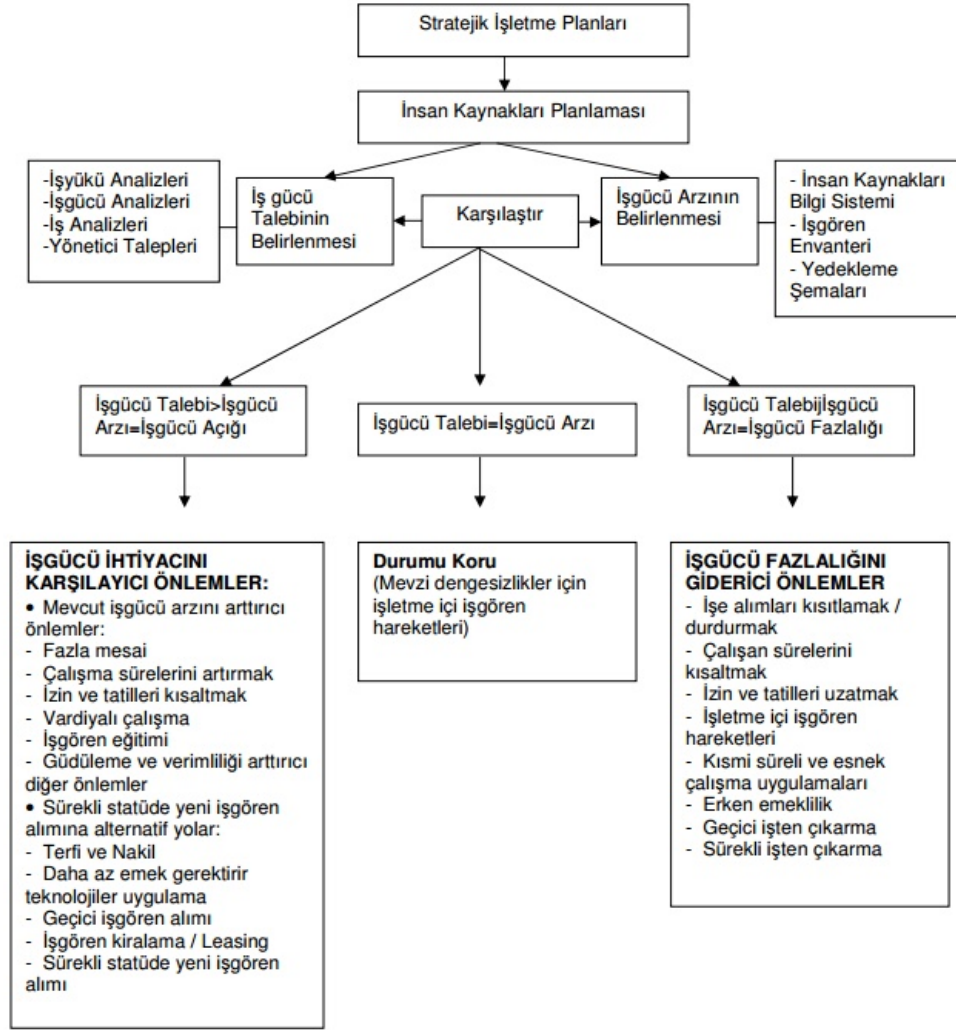 Stratejik İşletme Planları
İnsan Kaynakları Planlaması
-İşyükü Analizleri
-İşgücü Analizleri
-İş Analizleri
-Yönetici Talepleri
İş gücü
Talebinin
Belirlenmesi
Karşılaştır
İşgücü Arzının
Belirlenmesi
- İnsan Kaynakları
Bilgi Sistemi
- İşgören
Envanteri
- Yedekleme
Şemaları
İşgücü Talebi>İşgücü
Arzı=İşgücü Açığı
İşgücü Talebi=İşgücü Arzı
İşgücü Talebijİşgücü
Arzı=İşgücü Fazlalığı
İŞGÜCÜ İHTİYACINI
KARŞILAYICI ÖNLEMLER:
• Mevcut işgücü arzını arttırıcı
önlemler:
- Fazla mesai
- Çalışma sürelerini artırmak
- İzin ve tatilleri kısaltmak
- Vardiyalı çalışma
- İşgören eğitimi
- Güdüleme ve verimliliği arttırıcı
diğer önlemler
• Sürekli statüde yeni işgören
alımına alternatif yolar:
- Terfi ve Nakil
- Daha az emek gerektirir
teknolojiler uygulama
- Geçici işgören alımı
- İşgören kiralama / Leasing
- Sürekli statüde yeni işgören
alımı
Durumu Koru
(Mevzi dengesizlikler için
işletme içi işgören
hareketleri)
İŞGÜCÜ FAZLALIĞINI
GİDERİCİ ÖNLEMLER
- İşe alımları kısıtlamak /
durdurmak
- Çalışan sürelerini
kısaltmak
- İzin ve tatilleri uzatmak
- İşletme içi işgören
hareketleri
- Kısmi süreli ve esnek
çalışma uygulamaları
- Erken emeklilik
- Geçici işten çıkarma
- Sürekli işten çıkarma